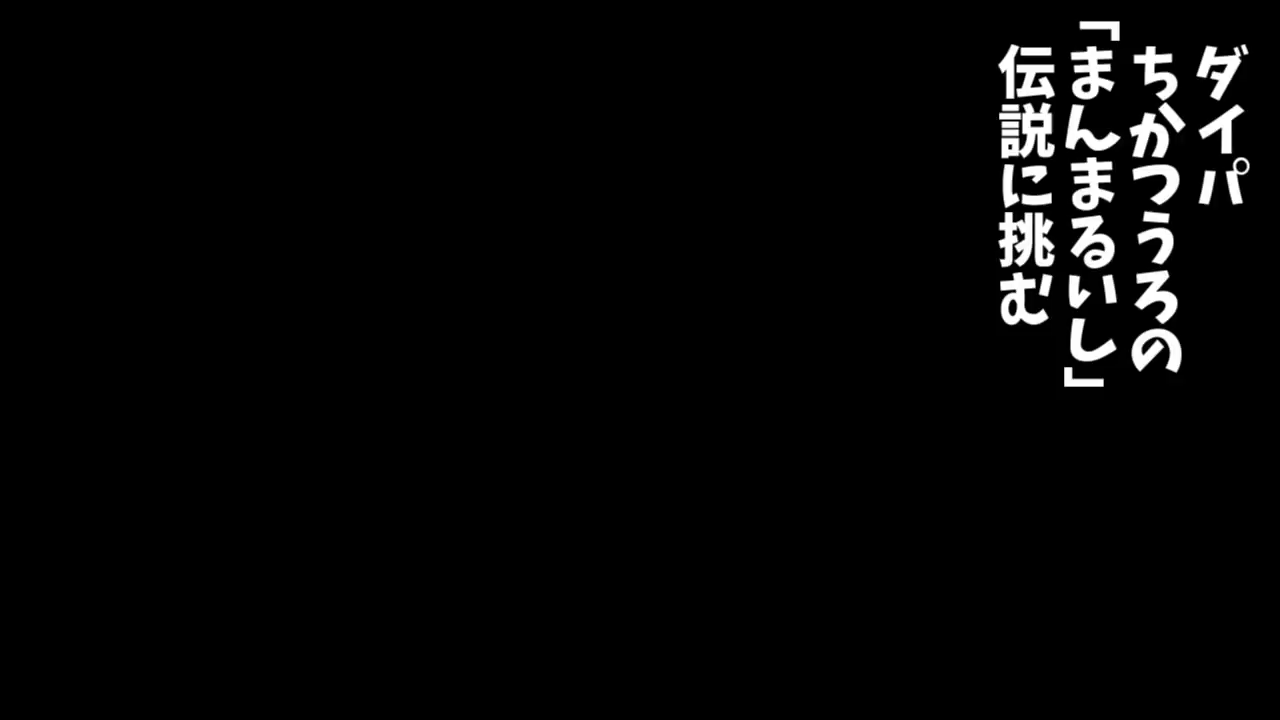 ダイパ
ちかつうろの
「まんまるいし」
伝説に挑む